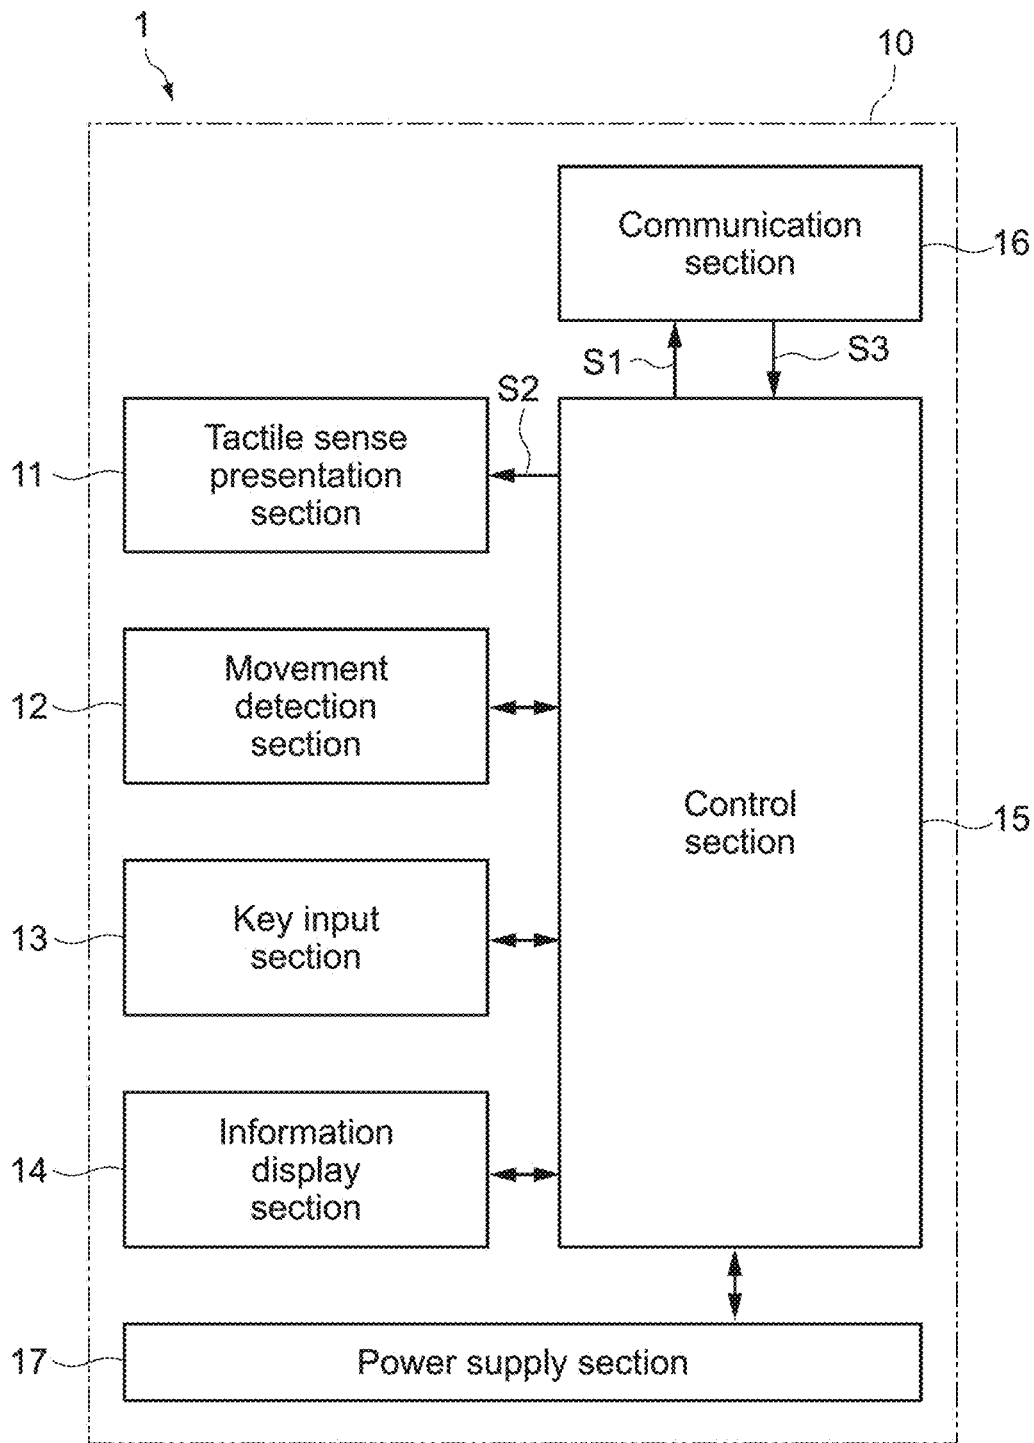 1
10
Communication
section
16
S1
S3
S2
Tactile sense
presentation
section
11
Movement
detection
section
12
Control
section
15
Key input
section
13
Information
display
section
14
Power supply section
17